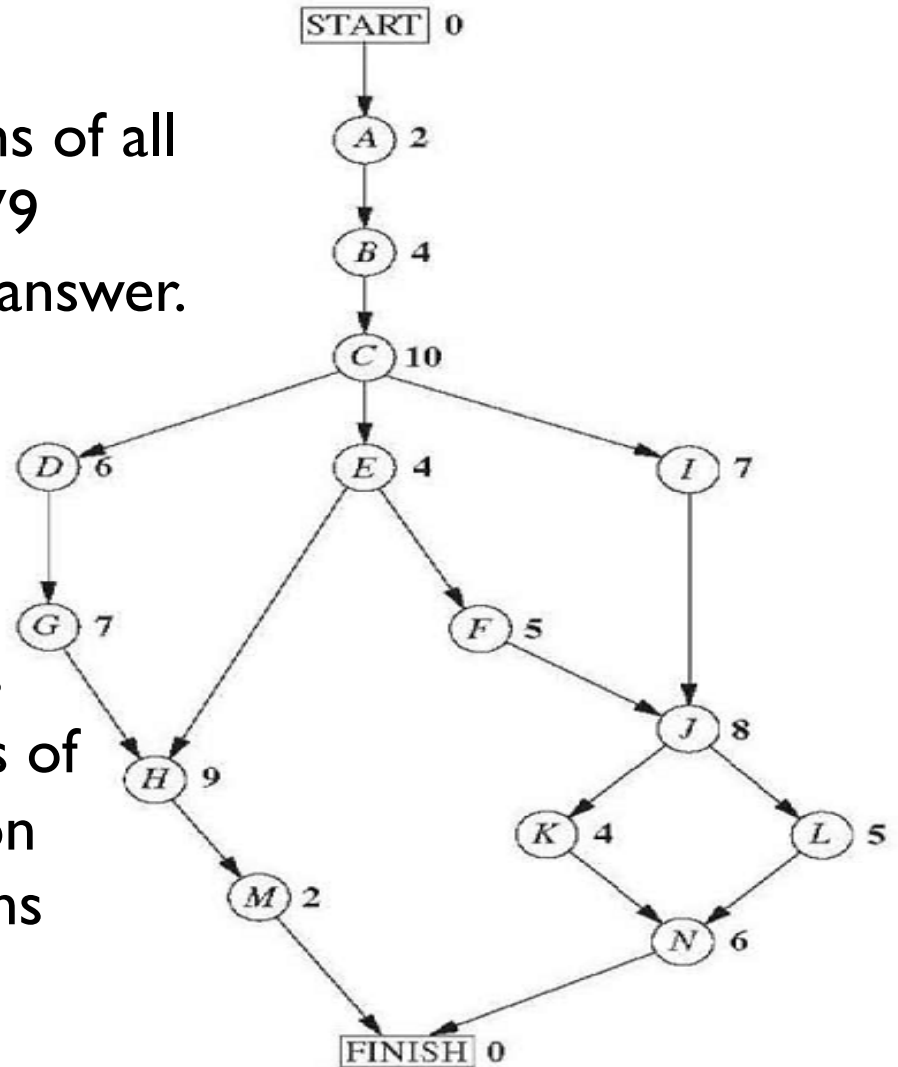 START 0
ns of all
A 2
79
B 4
answer.
C 10
D 6 E 4 I 7
G 7 F 5
J 8
s of
H 9
on
K 4 L 5
ns
M 2
N 6
FINISH 0